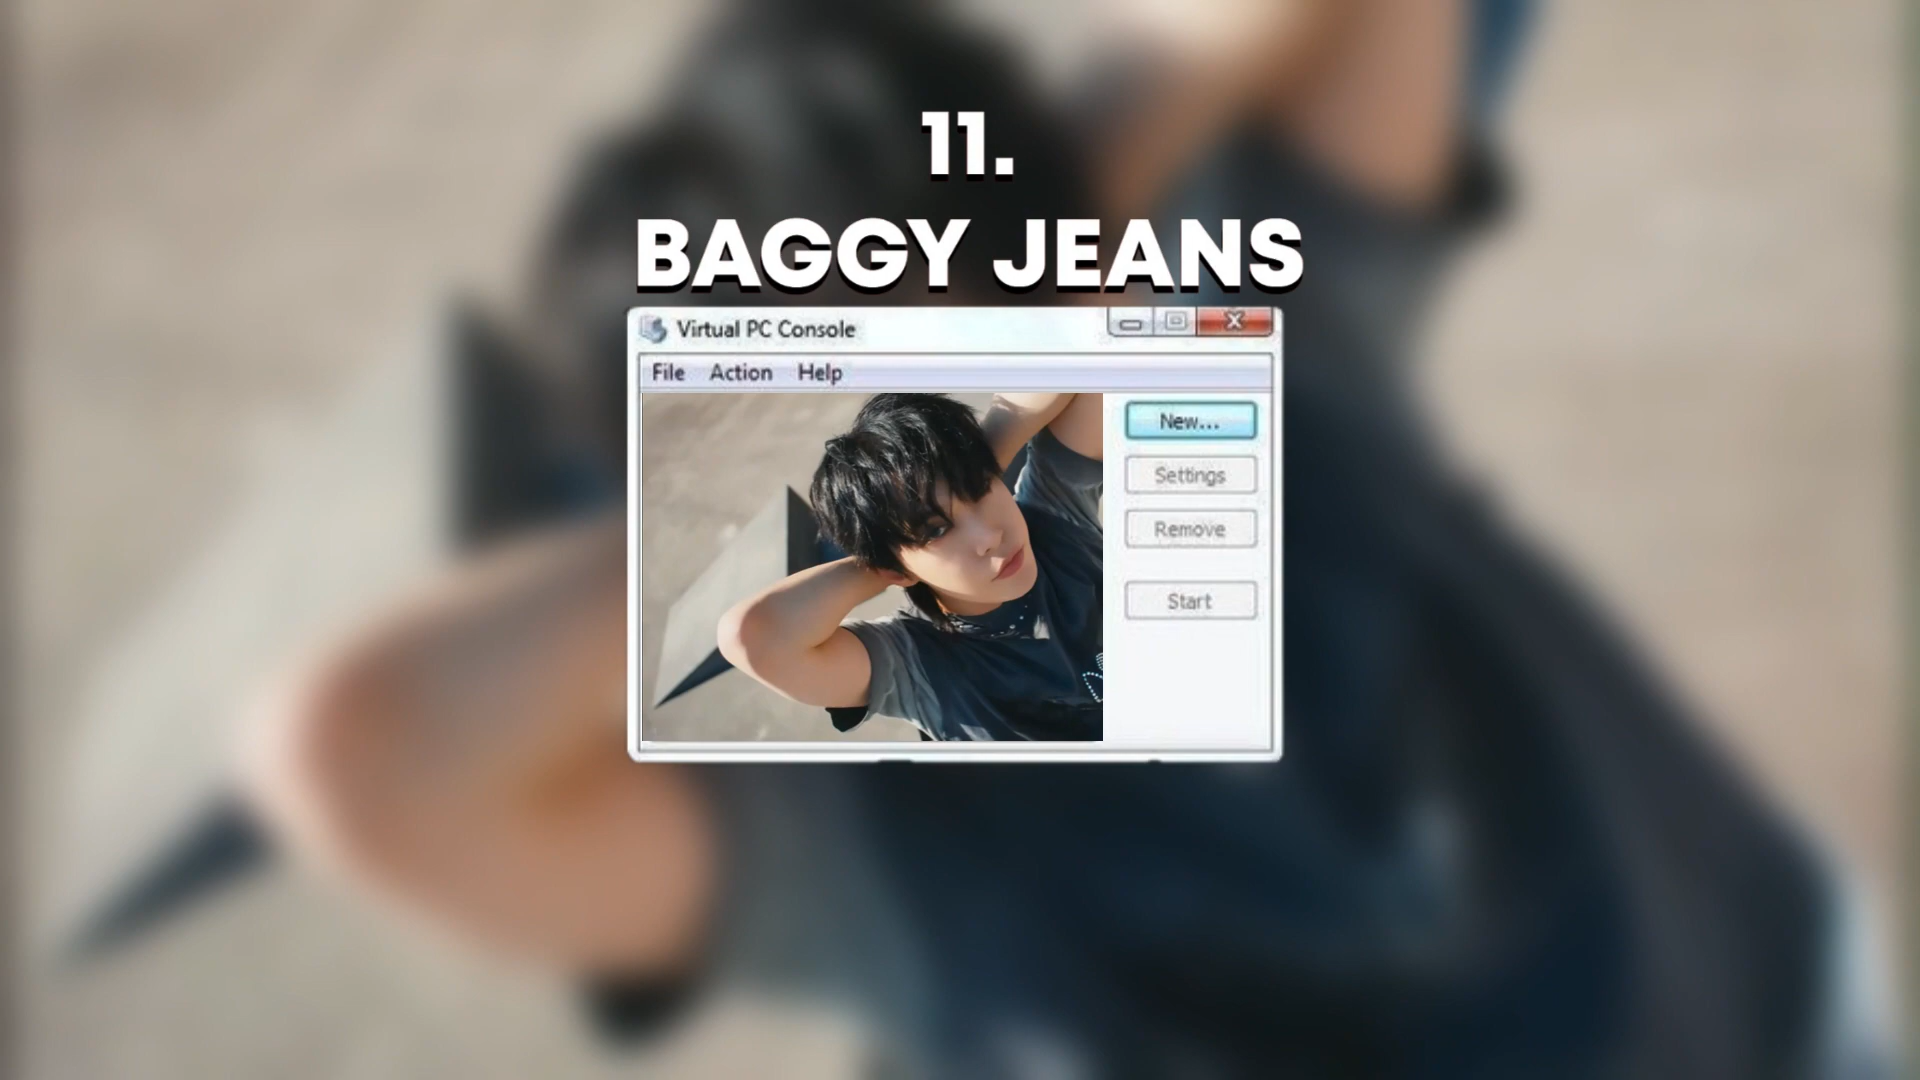 11.
BAGGY JEANS
Virtual PC Console
File Action Help
New...
Settings
Remove
Start